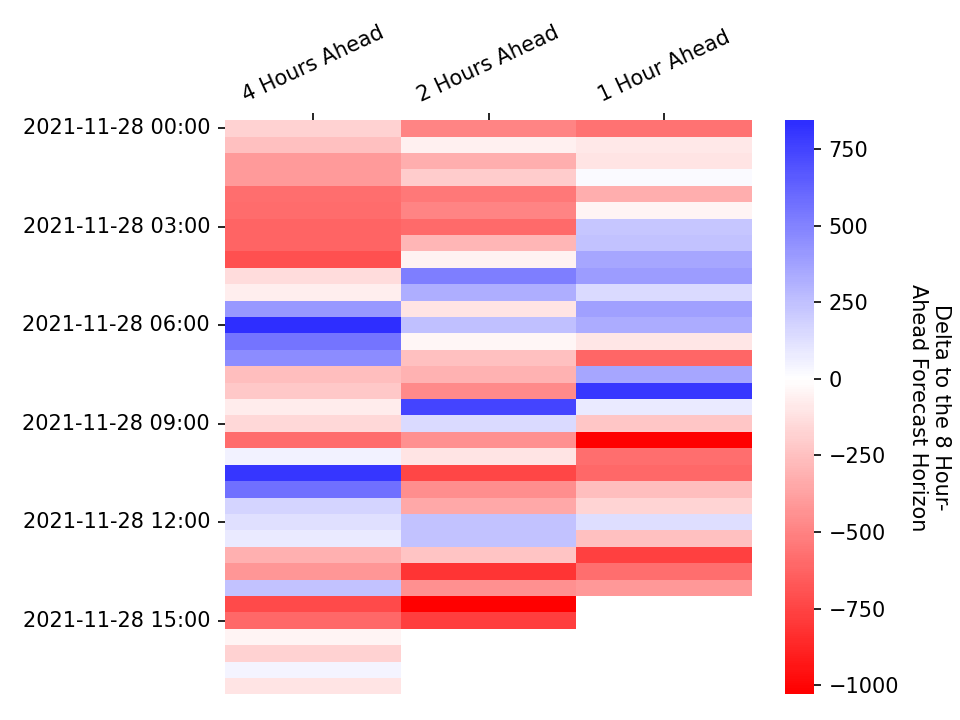 4 Hours Ahead
2 Hours Ahead
1 Hour Ahead
2021-11-28 00:00
2021-11-28 03:00
2021-11-28 06:00
2021-11-28 09:00
2021-11-28 12:00
2021-11-28 15:00
750
500
250
0
−250
−500
−750
−1000
Delta to the 8 Hour-
Ahead Forecast Horizon